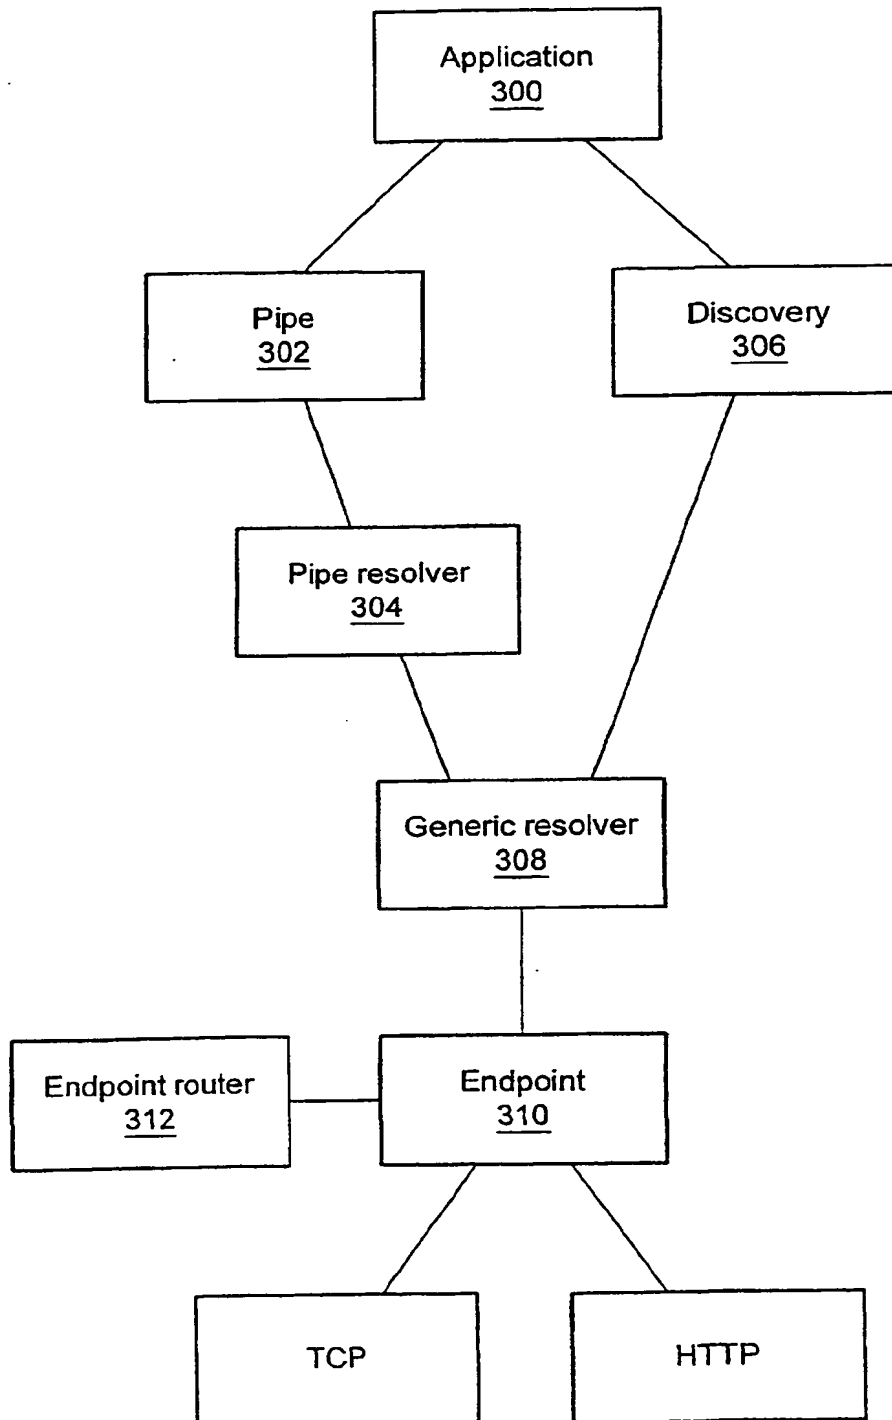 Application
300
Pipe
302
Discovery
306
Pipe resolver
304
Generic resolver
308
Endpoint router
312
Endpoint
310
TCP
HTTP